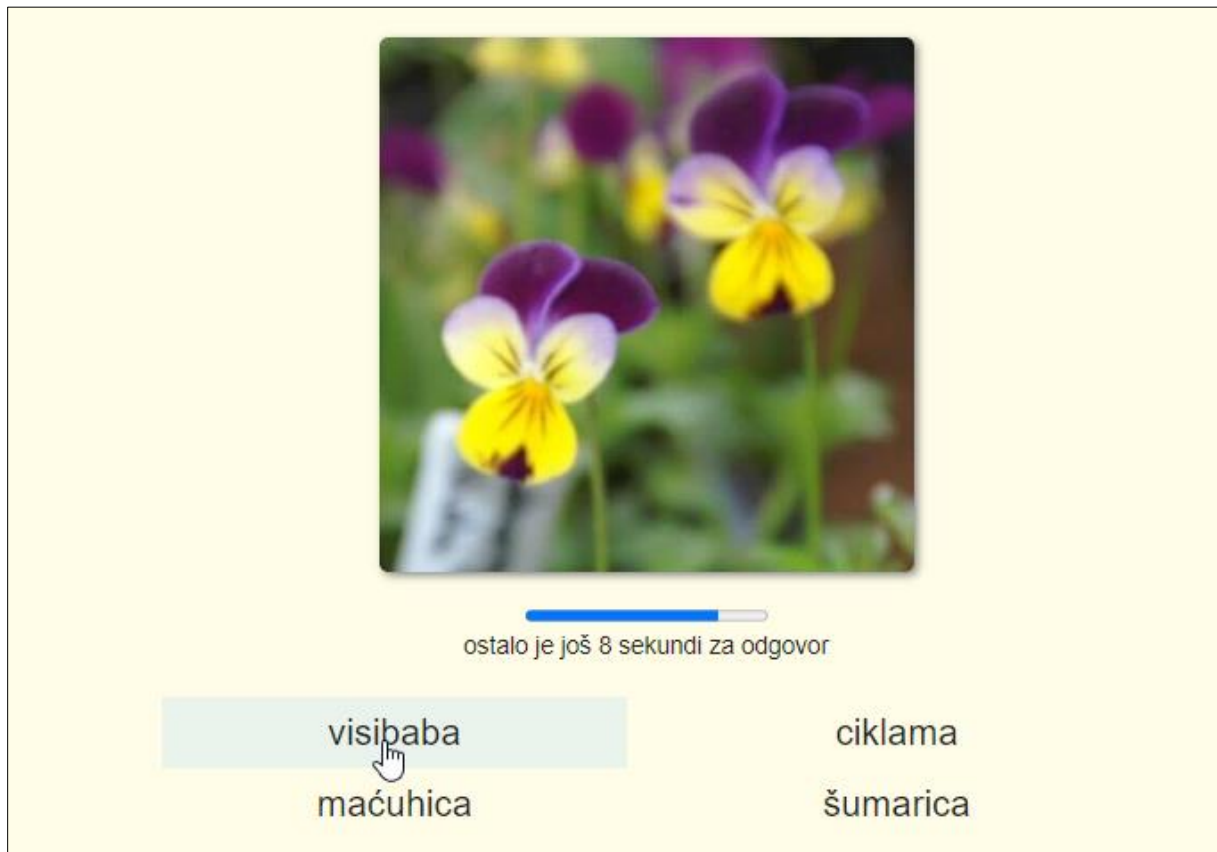 ostalo je još 8 sekundi za odgovor
visibaba ciklama
maćuhica šumarica